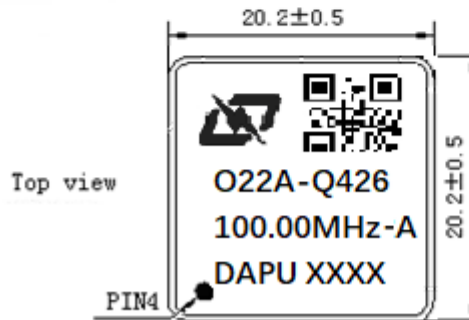 20.2±0.5
Top view
O22A-Q426
100.00MHz-A
DAPU XXXX
20.2±0.5
PIN4